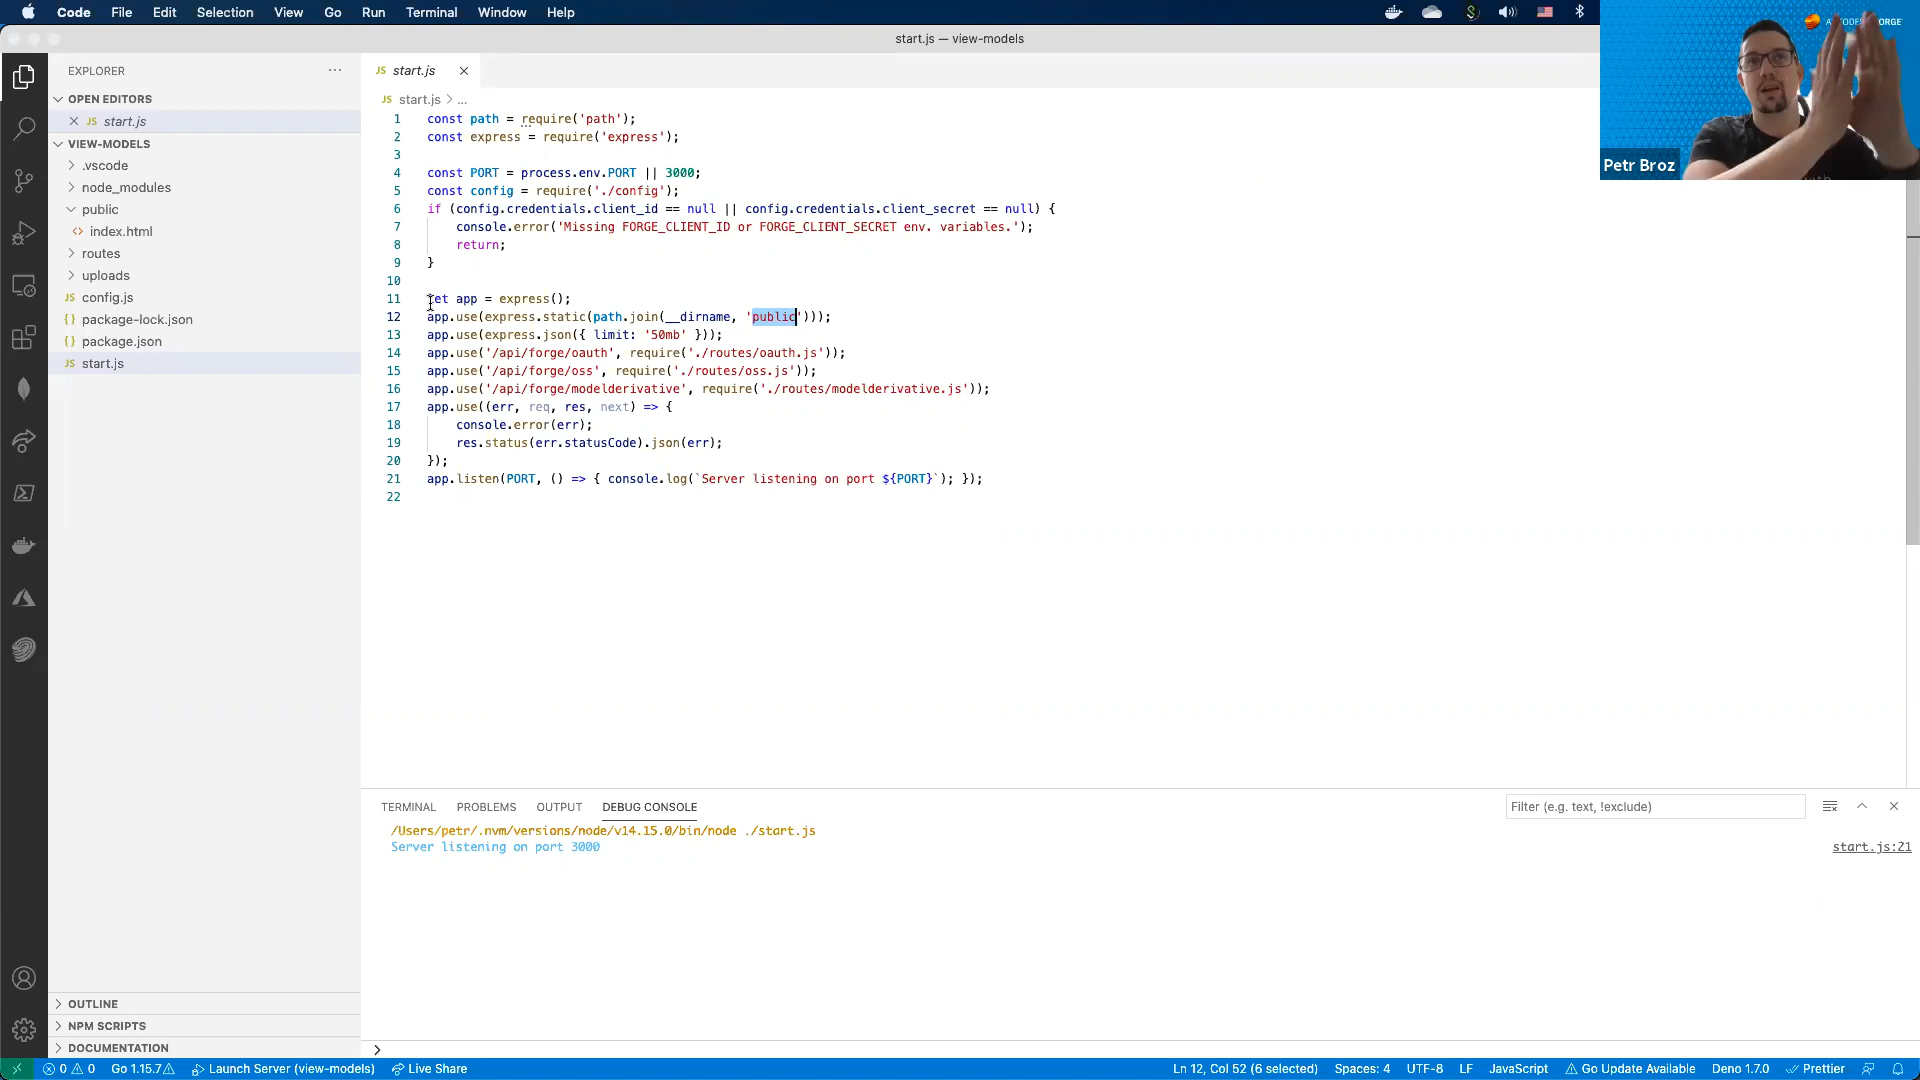 Code File Edit Selection View Go Run Terminal Window Help
start.js — view-models
EXPLORER
OPEN EDITORS
JS start.js
VIEW-MODELS
.vscode
node_modules
public
index.html
routes
uploads
JS config.js
{} package-lock.json
{} package.json
JS start.js
OUTLINE
NPM SCRIPTS
DOCUMENTATION
JS start.js
JS start.js > ...
1 const path = require('path');
2 const express = require('express');
3
4 const PORT = process.env.PORT || 3000;
5 const config = require('./config');
6 if (config.credentials.client_id == null || config.credentials.client_secret == null) {
7 console.error('Missing FORGE_CLIENT_ID or FORGE_CLIENT_SECRET env. variables.');
8 return;
9 }
10
11 let app = express();
12 app.use(express.static(path.join(__dirname, 'public')));
13 app.use(express.json({ limit: '50mb' }));
14 app.use('/api/forge/oauth', require('./routes/oauth.js'));
15 app.use('/api/forge/oss', require('./routes/oss.js'));
16 app.use('/api/forge/modelderivative', require('./routes/modelderivative.js'));
17 app.use((err, req, res, next) => {
18 console.error(err);
19 res.status(err.statusCode).json(err);
20 });
21 app.listen(PORT, () => { console.log(`Server listening on port ${PORT}`); });
22
Petr Broz
TERMINAL PROBLEMS OUTPUT DEBUG CONSOLE
Filter (e.g. text, !exclude)
/Users/petr/.nvm/versions/node/v14.15.0/bin/node ./start.js
Server listening on port 3000
start.js:21
0 0 Go 1.15.7 Launch Server (view-models) Live Share
Ln 12, Col 52 (6 selected) Spaces: 4 UTF-8 LF JavaScript Go Update Available Deno 1.7.0 Prettier